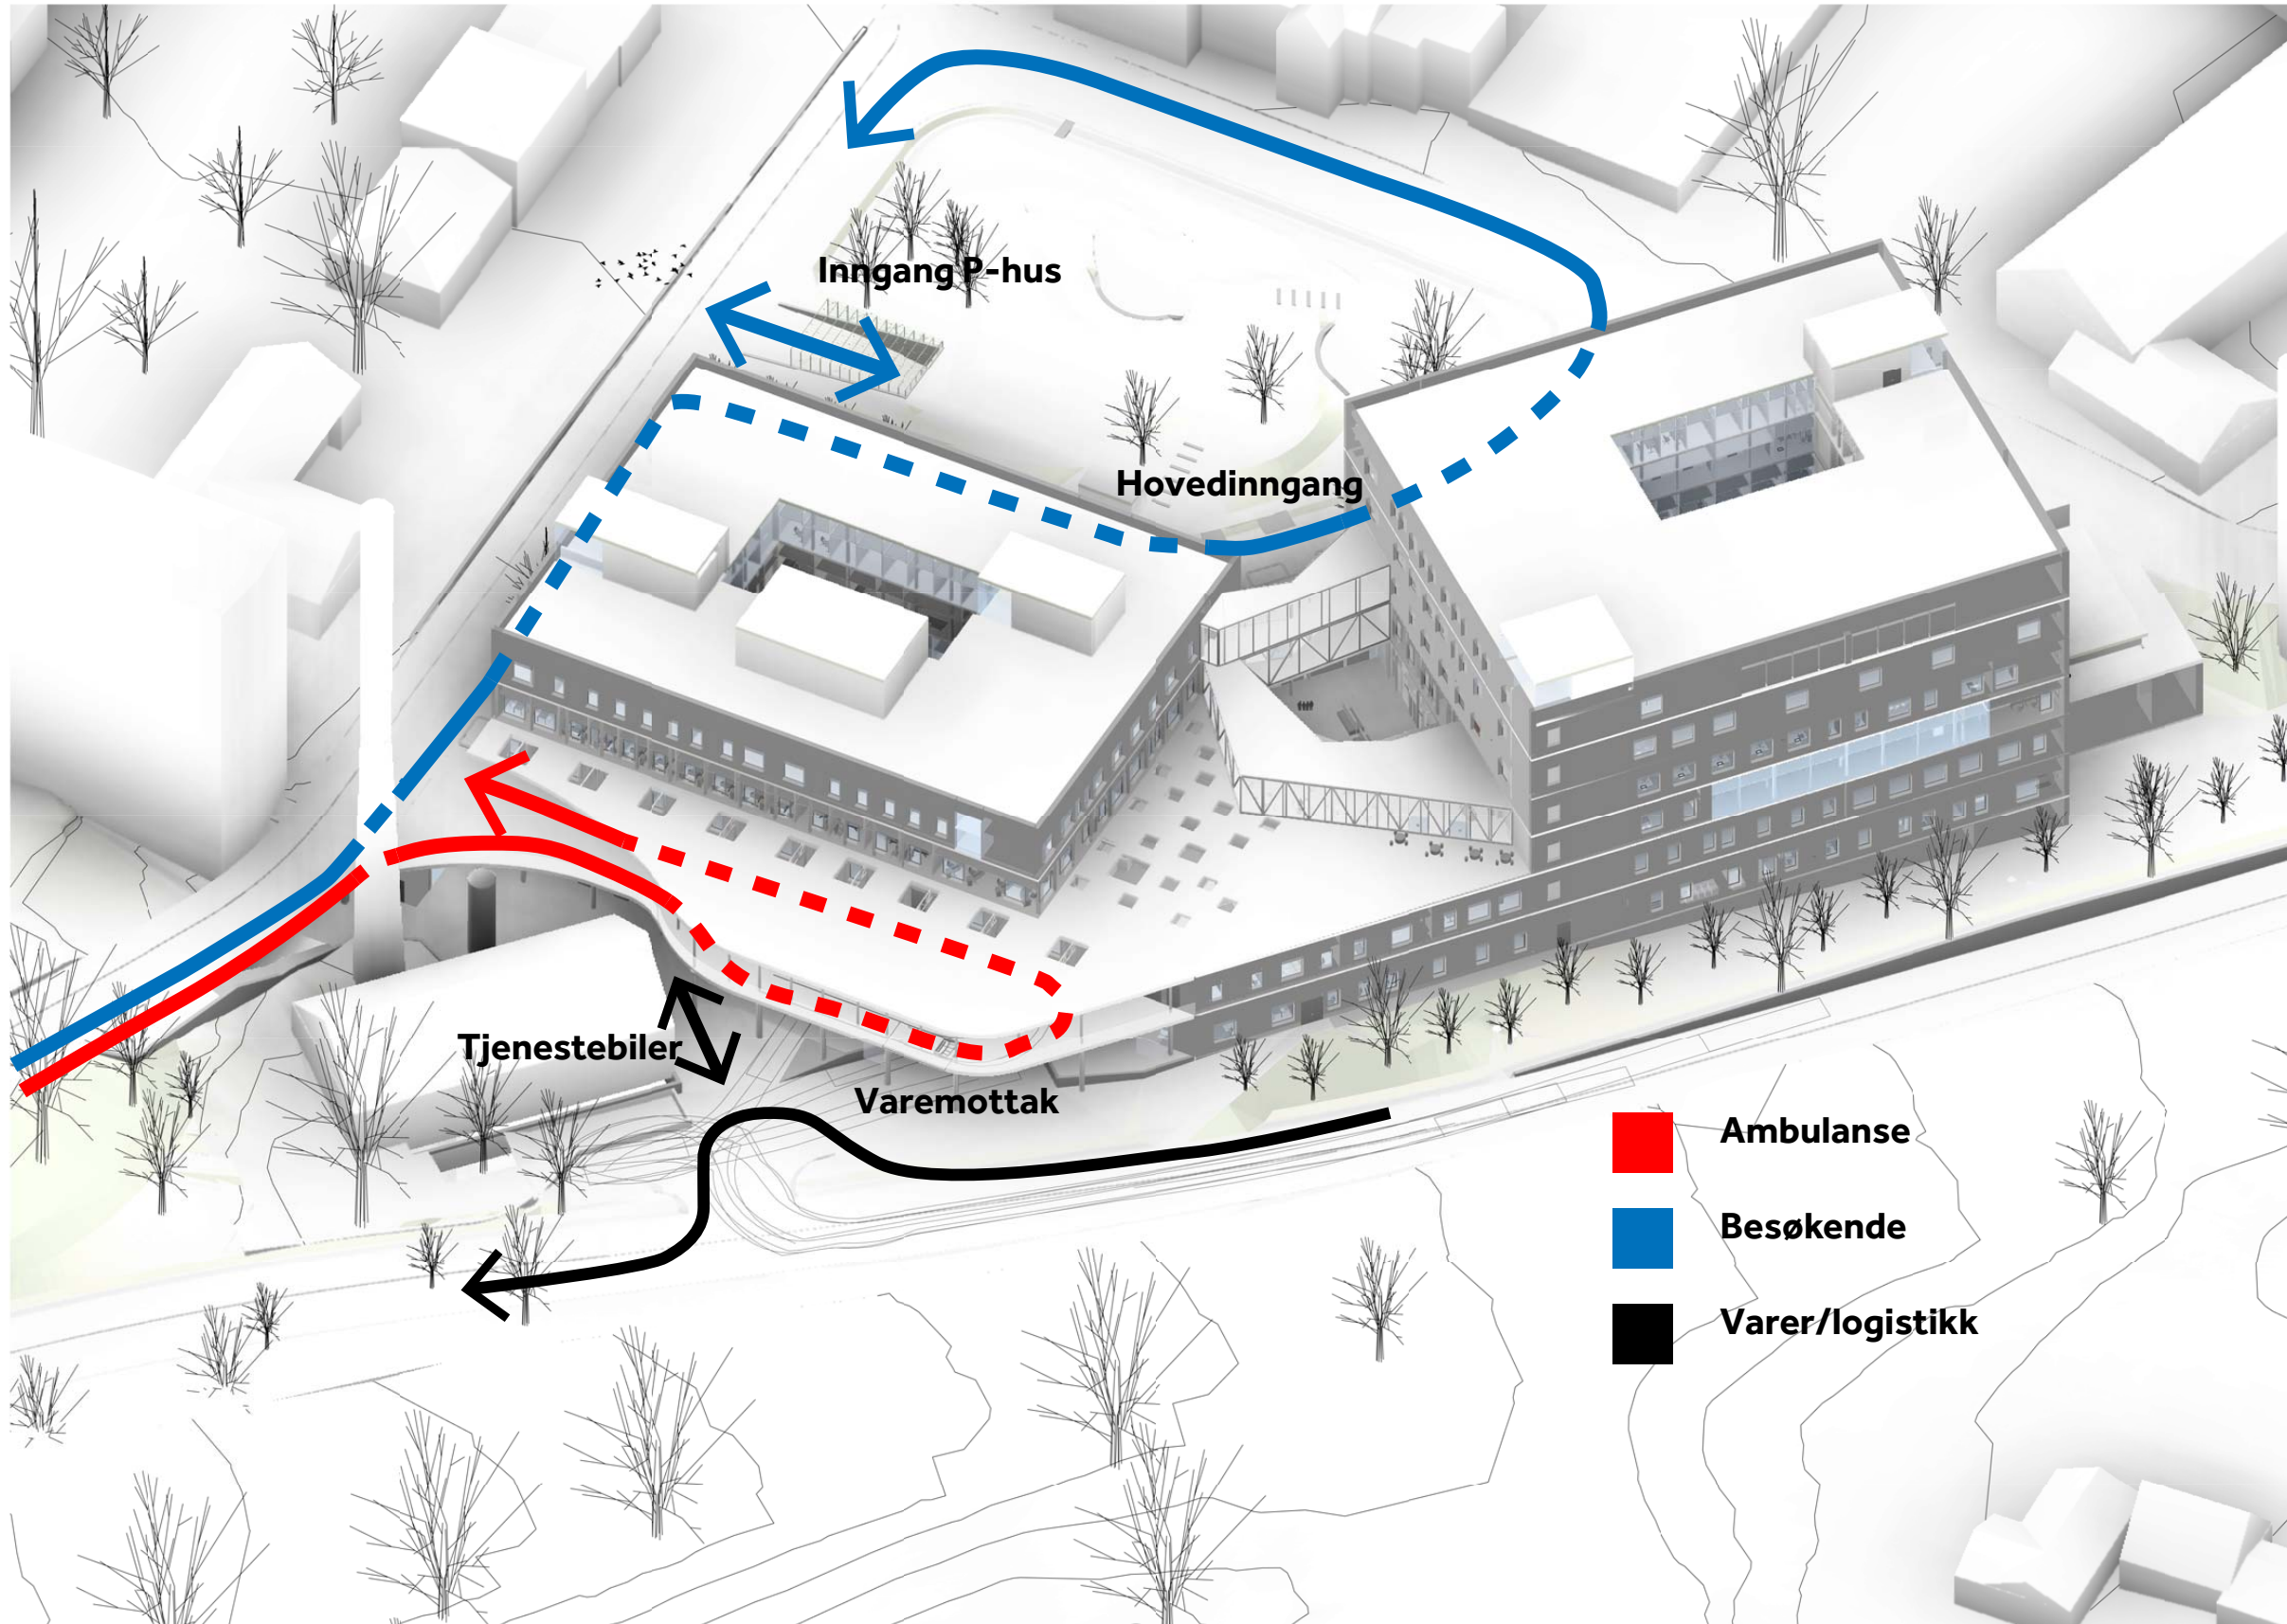 Inngang P-hus
Hovedinngang
Tjenestebiler
Varemottak
Ambulanse
Besøkende
Varer/logistikk